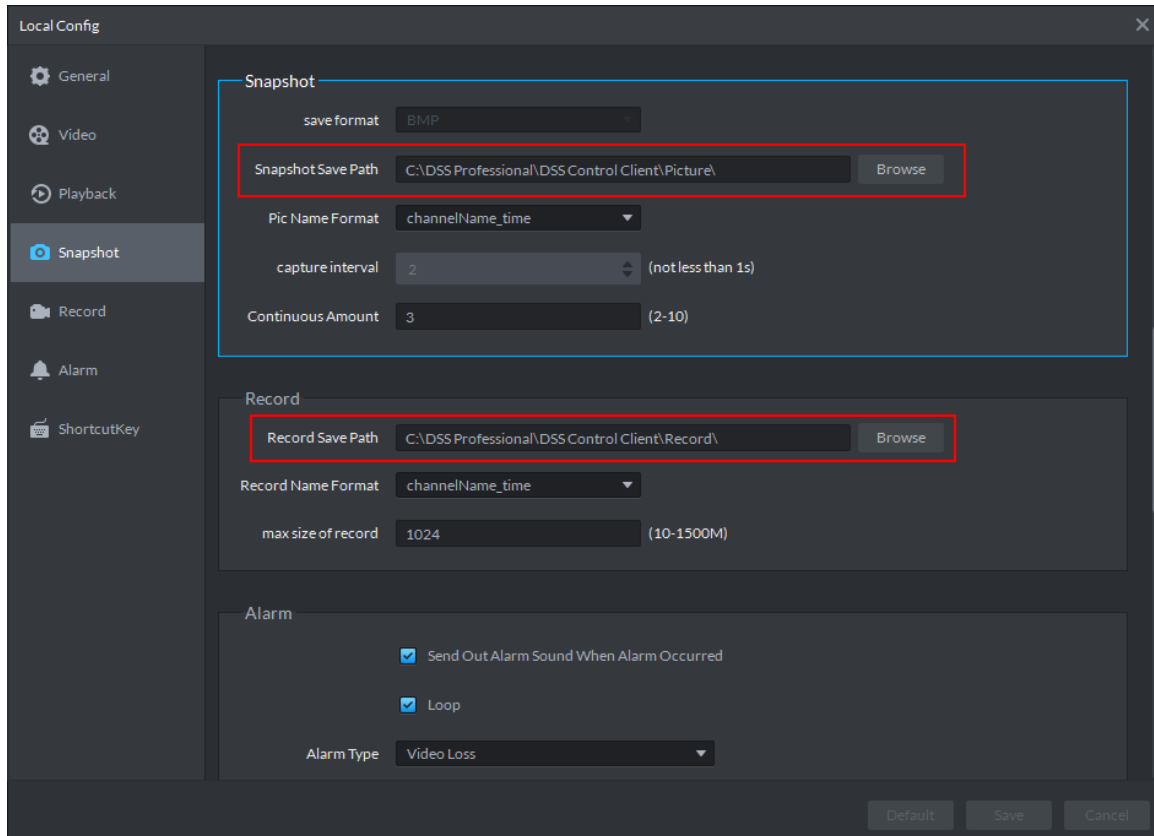 Local Config
General
Video
Playback
Snapshot
Record
Alarm
ShortcutKey
Snapshot
save format BMP
Snapshot Save Path C:\DSS Professional\DSS Control Client\Picture\ Browse
Pic Name Format channelName_time
capture interval 2 (not less than 1s)
Continuous Amount 3 (2-10)
Record
Record Save Path C:\DSS Professional\DSS Control Client\Record\ Browse
Record Name Format channelName_time
max size of record 1024 (10-1500M)
Alarm
Send Out Alarm Sound When Alarm Occurred
Loop
Alarm Type Video Loss
Default Save Cancel